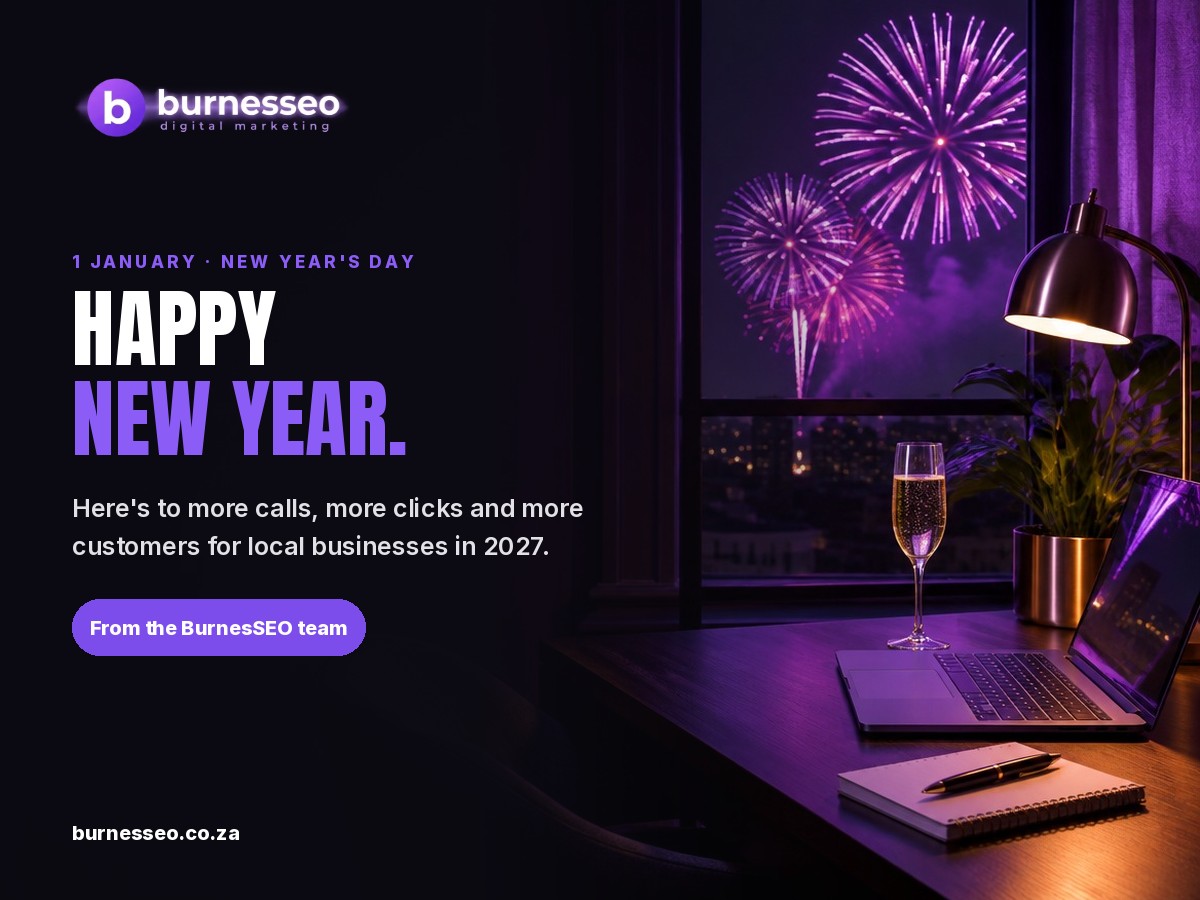 b burnesseo
digital marketing
1 JANUARY · NEW YEAR'S DAY
HAPPY
NEW YEAR.
Here's to more calls, more clicks and more
customers for local businesses in 2027.
From the BurnesSEO team
burnesseo.co.za